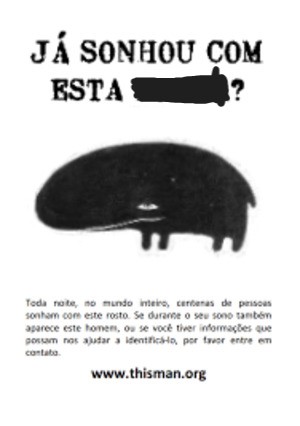 JÁ SONHOU COM
ESTA ?
Toda noite, no mundo inteiro, centenas de pessoas
sonham com este rosto. Se durante o seu sono também
aparece este homem, ou se você tiver informações que
possam nos ajudar a identificá-lo, por favor entre em
contato.
www.thisman.org